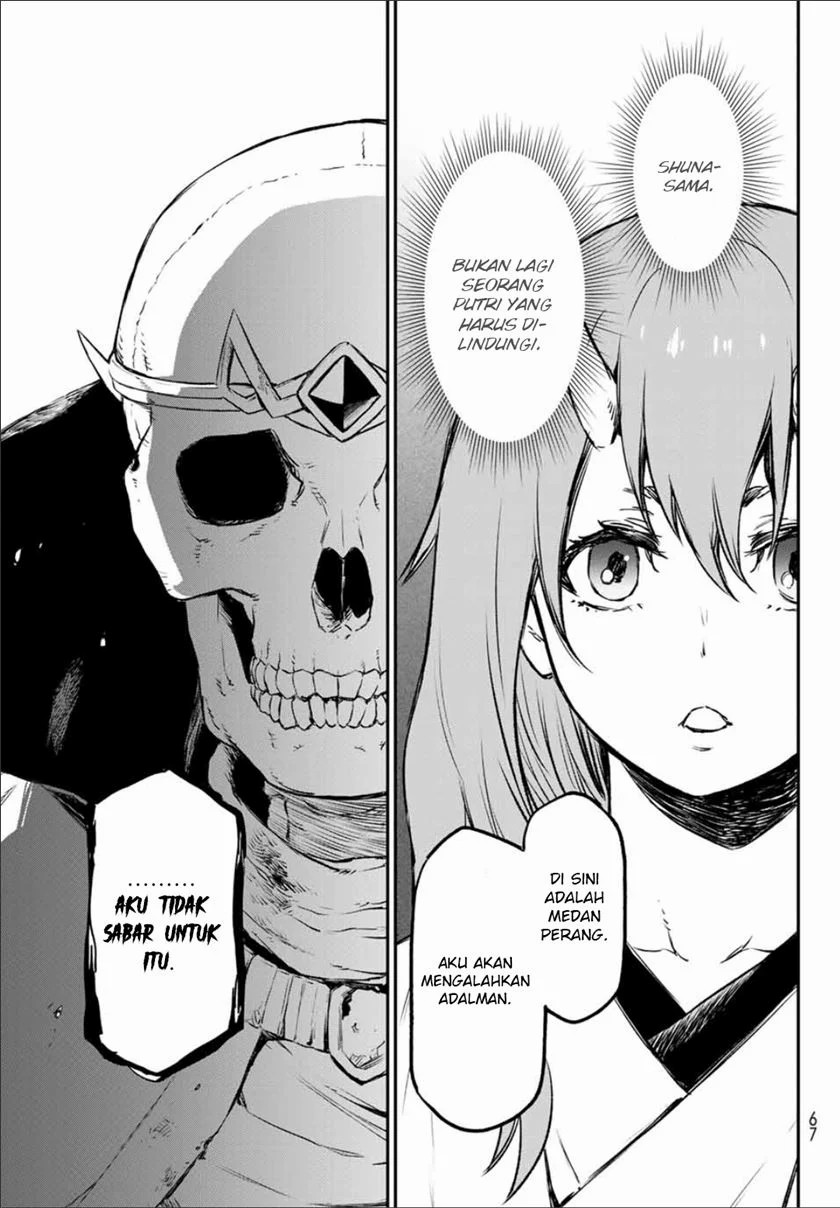 SHUNA-
SAMA.
BUKAN LAGI
SEORANG
PUTRI YANG
HARUS DI-
LINDUNGI.
DI SINI
ADALAH
MEDAN
PERANG.
AKU AKAN
MENGALAHKAN
ADALMAN.
.........
AKU TIDAK
SABAR UNTUK
ITU.
67